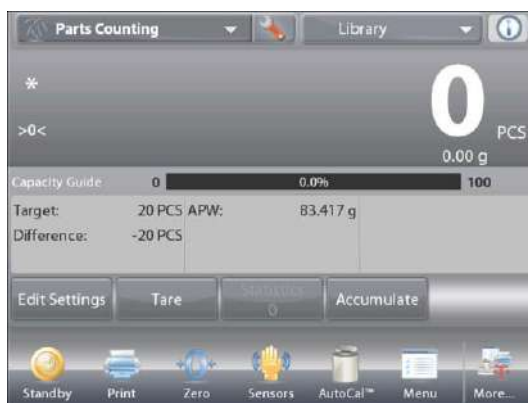 Parts Counting
Library
*
0
>0<
PCS
0.00 g
Capacity Guide 0 0.0% 100
Target: 20 PCS APW: 83.417 g
Difference: -20 PCS
Edit Settings Tare Statistics 0 Accumulate
Standby Print Zero Sensors AutoCal™ Menu More...